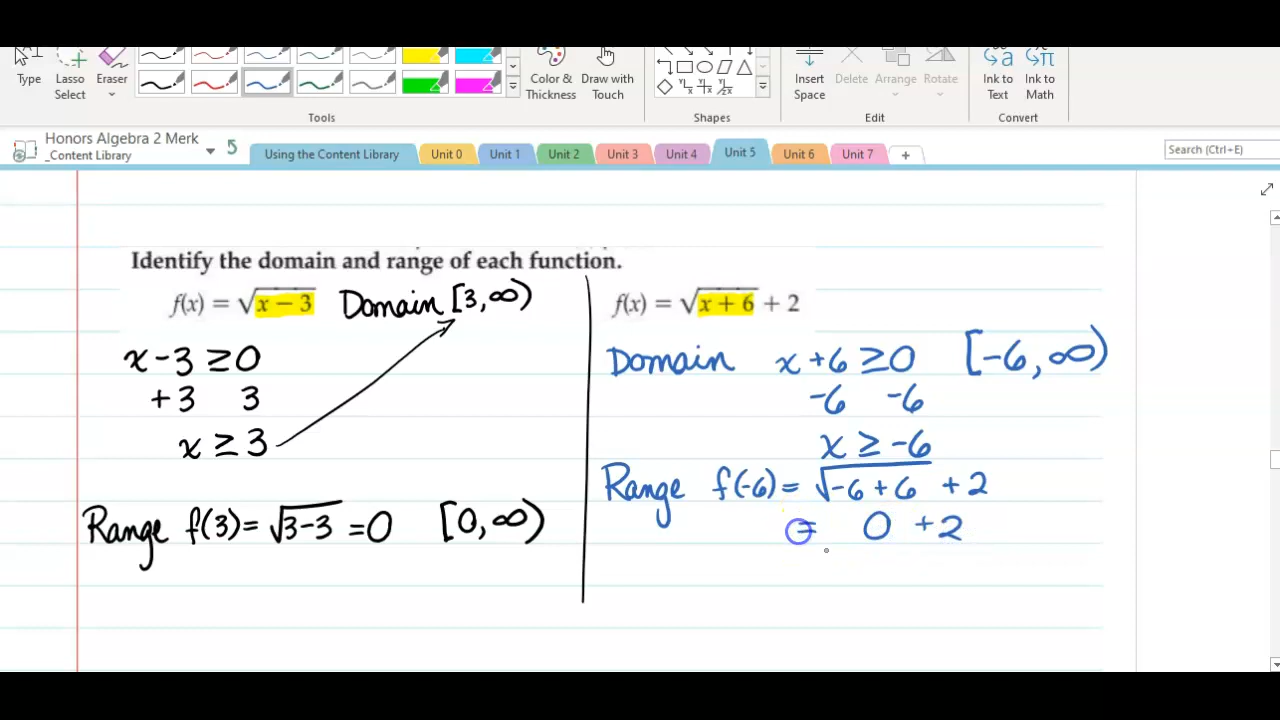 Type
Lasso Select
Eraser
Color & Thickness
Draw with Touch
Insert Space
Delete
Arrange
Rotate
Ink to Text
Ink to Math
Tools
Shapes
Edit
Convert
Honors Algebra 2 Merk
_Content Library
Using the Content Library
Unit 0
Unit 1
Unit 2
Unit 3
Unit 4
Unit 5
Unit 6
Unit 7
+
Search (Ctrl+E)
Identify the domain and range of each function.
f(x) = √(x − 3) Domain [3, ∞)
x - 3 ≥ 0
+3 3
x ≥ 3
Range f(3) = √(3-3) = 0 [0, ∞)
f(x) = √(x + 6) + 2
Domain x + 6 ≥ 0 [-6, ∞)
-6 -6
x ≥ -6
Range f(-6) = √(-6 + 6) + 2
= 0 + 2